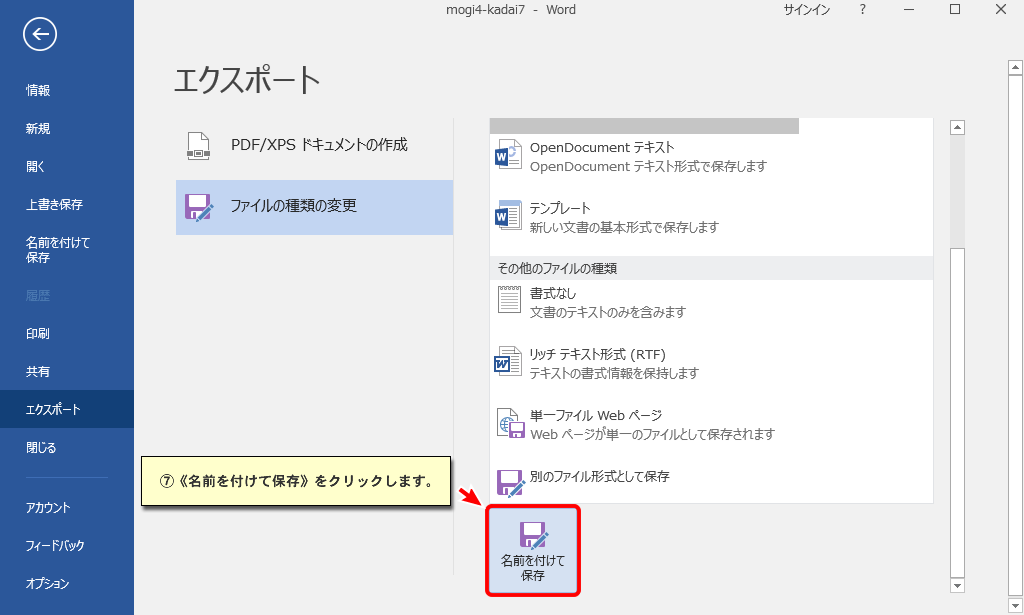 mogi4-kadai7 - Word
サインイン
?
情報
新規
開く
上書き保存
名前を付けて
保存
履歴
印刷
共有
エクスポート
閉じる
アカウント
フィードバック
オプション
エクスポート
PDF/XPS ドキュメントの作成
ファイルの種類の変更
OpenDocument テキスト
OpenDocument テキスト形式で保存します
テンプレート
新しい文書の基本形式で保存します
その他のファイルの種類
書式なし
文書のテキストのみを含みます
リッチ テキスト形式 (RTF)
テキストの書式情報を保持します
単一ファイル Web ページ
Web ページが単一のファイルとして保存されます
別のファイル形式として保存
⑦《名前を付けて保存》をクリックします。
名前を付けて
保存